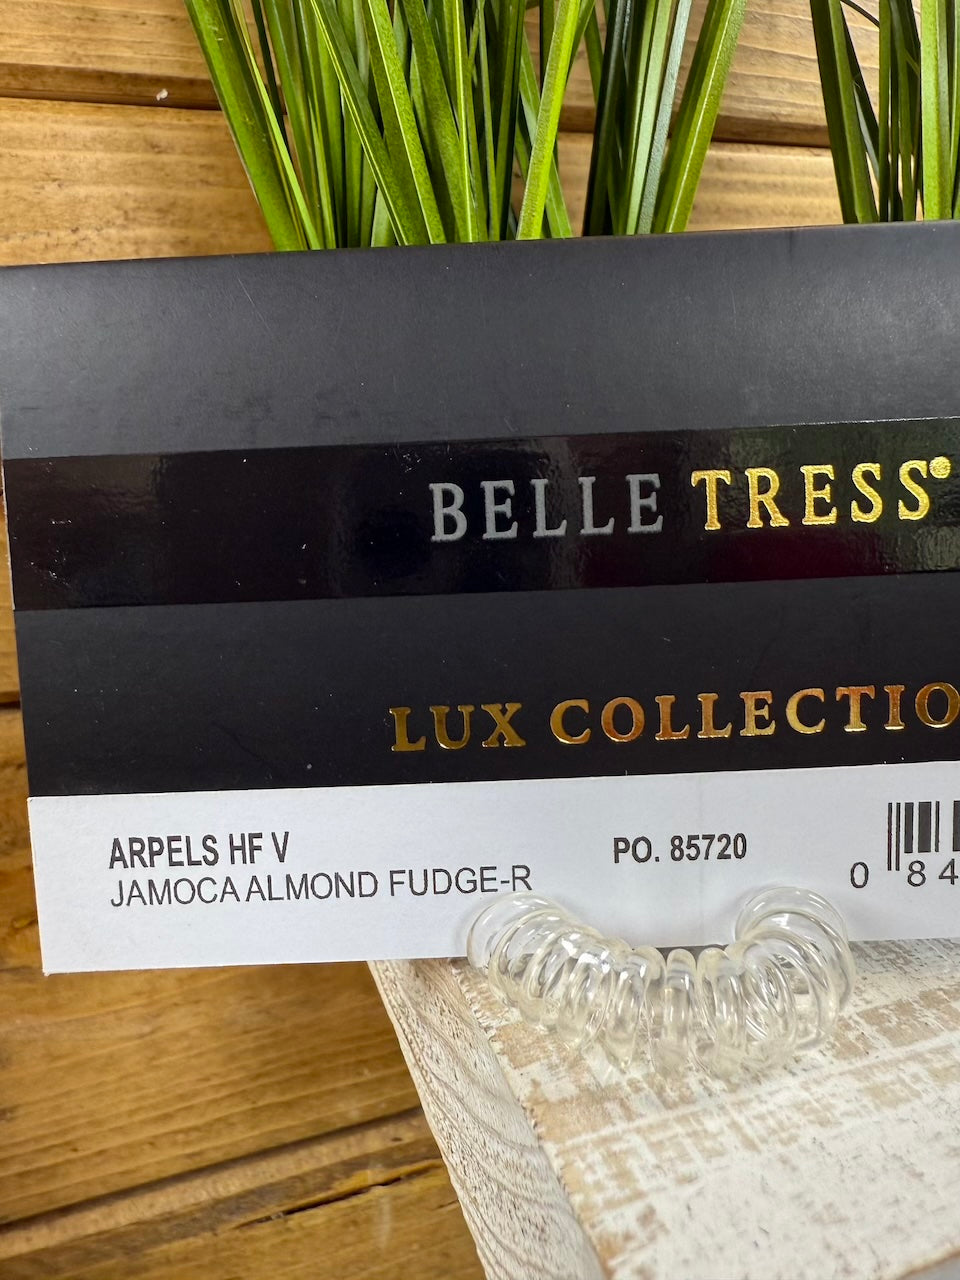 BELLE TRESS
LUX COLLECTIO
ARPELS HF V
JAMOCA ALMOND FUDGE-R
PO. 85720
0 84